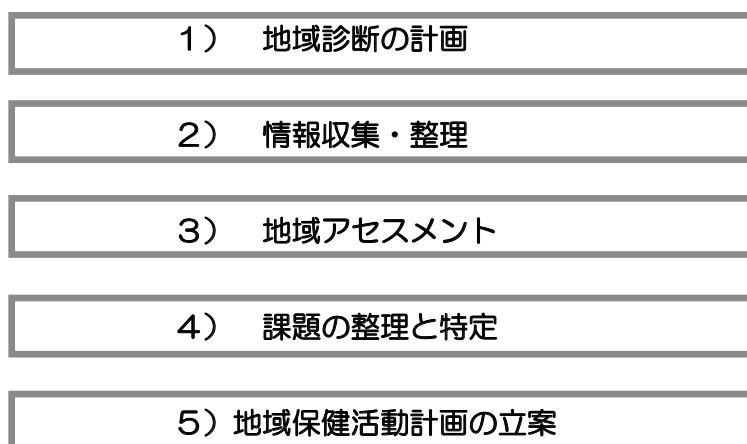 １）　地域診断の計画
２）　情報収集・整理
３）　地域アセスメント
４）　課題の整理と特定
５）地域保健活動計画の立案